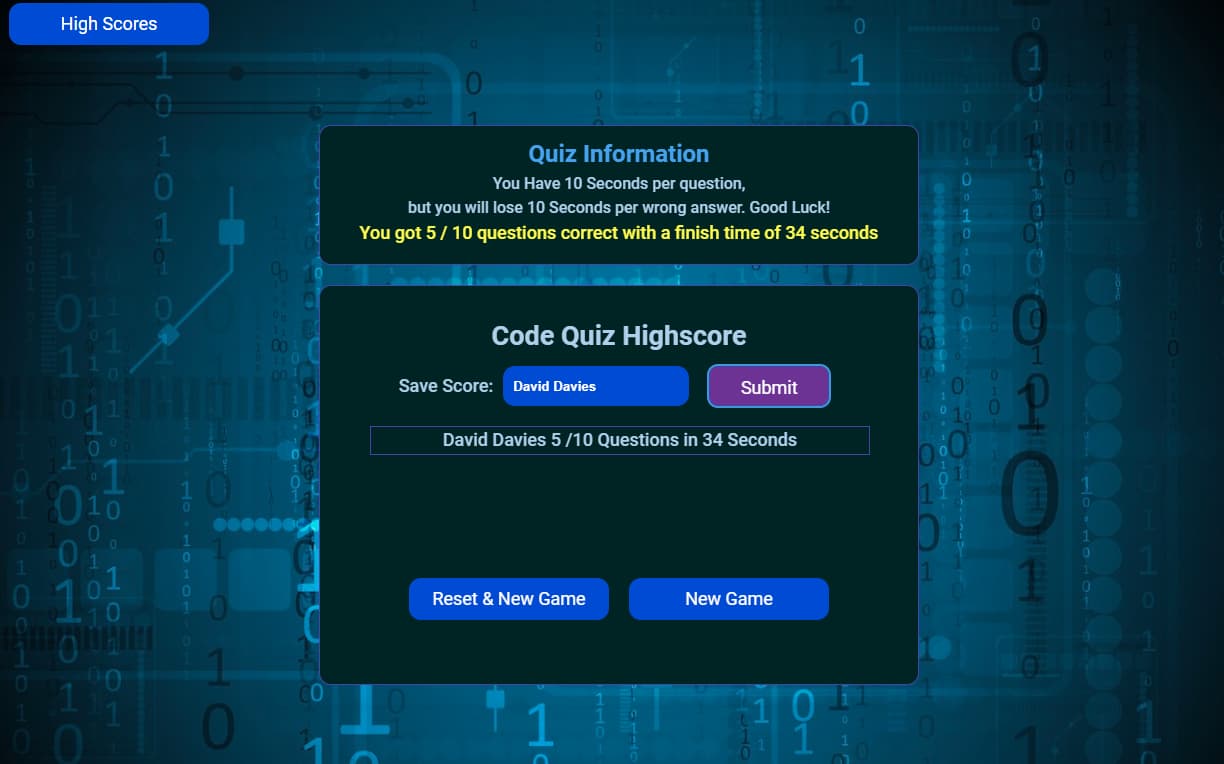 High Scores
Quiz Information
You Have 10 Seconds per question,
but you will lose 10 Seconds per wrong answer. Good Luck!
You got 5 / 10 questions correct with a finish time of 34 seconds
Code Quiz Highscore
Save Score: David Davies Submit
David Davies 5 /10 Questions in 34 Seconds
Reset & New Game New Game